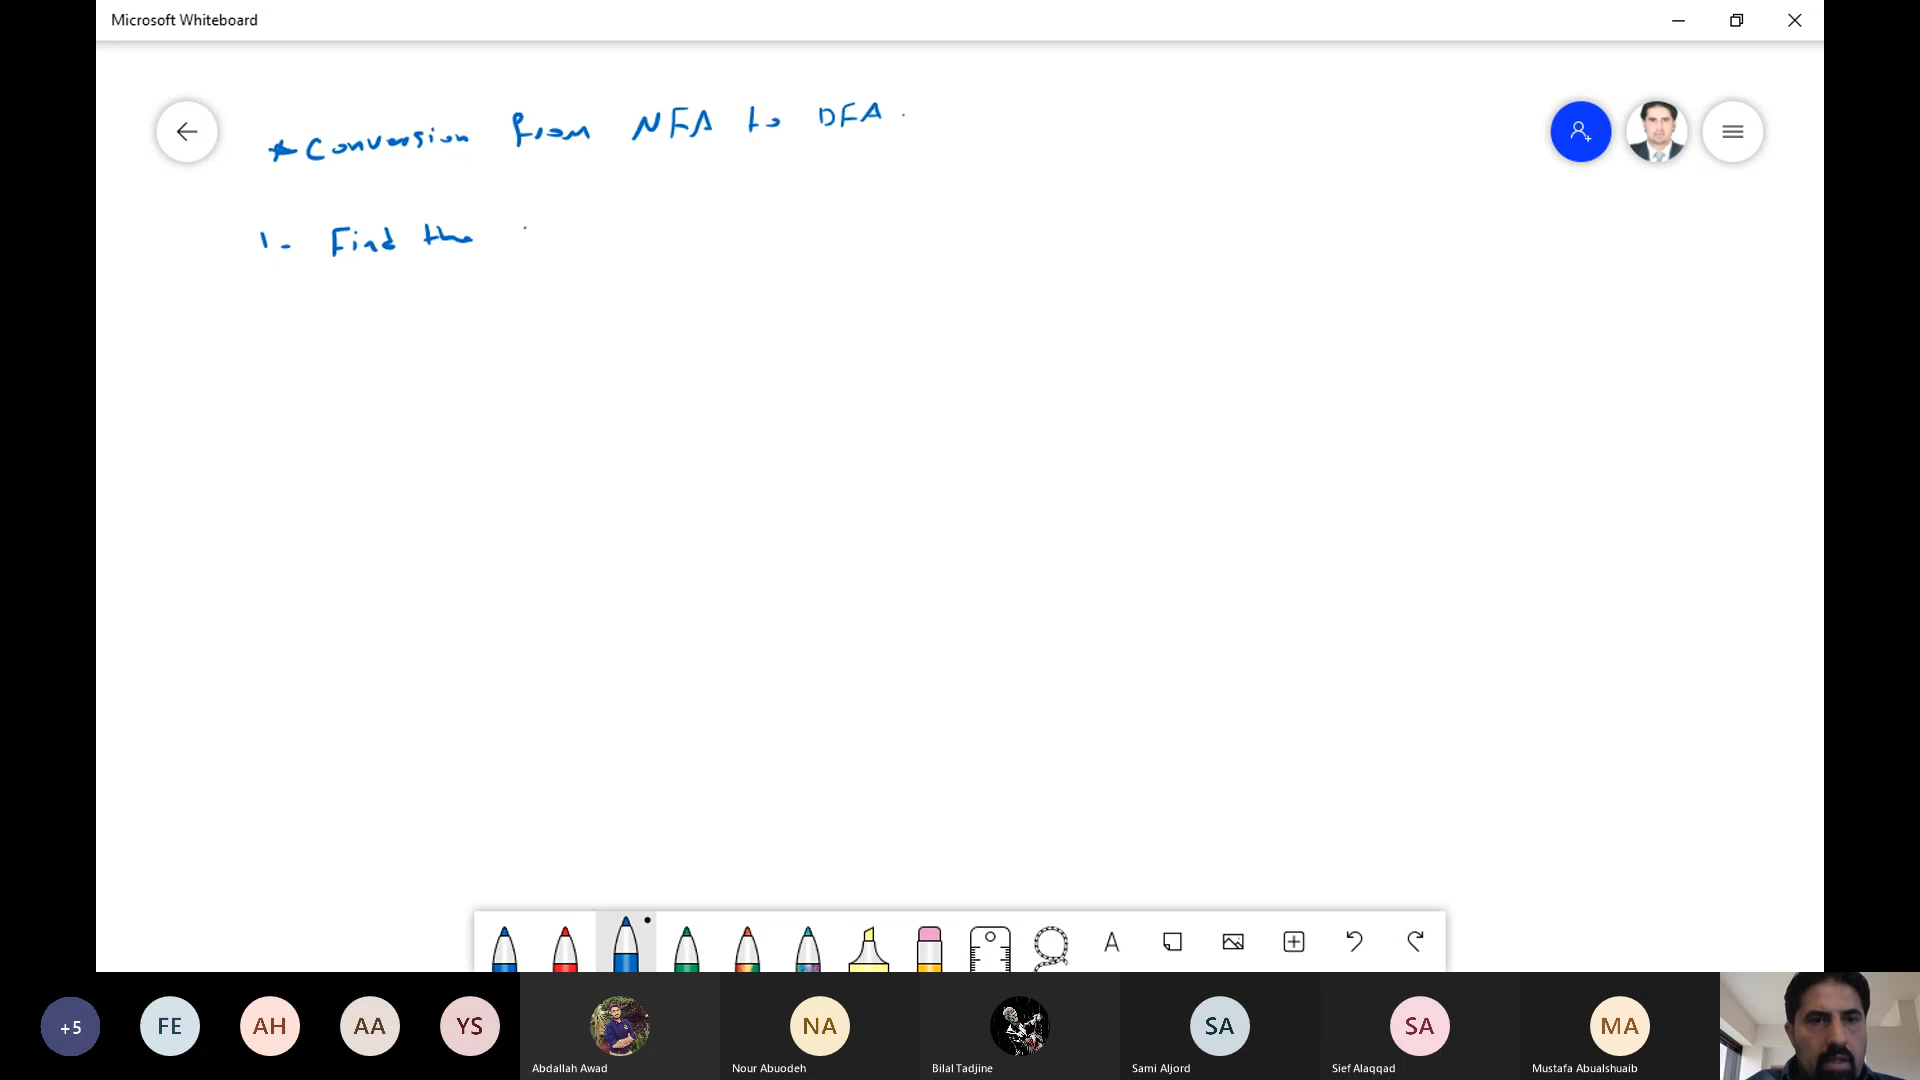 Microsoft Whiteboard
* Conversion from NFA to DFA.
1- Find the
+5
FE
AH
AA
YS
NA
SA
SA
MA
Abdallah Awad
Nour Abuodeh
Bilal Tadjine
Sami Aljord
Sief Alaqqad
Mustafa Abualshuaib